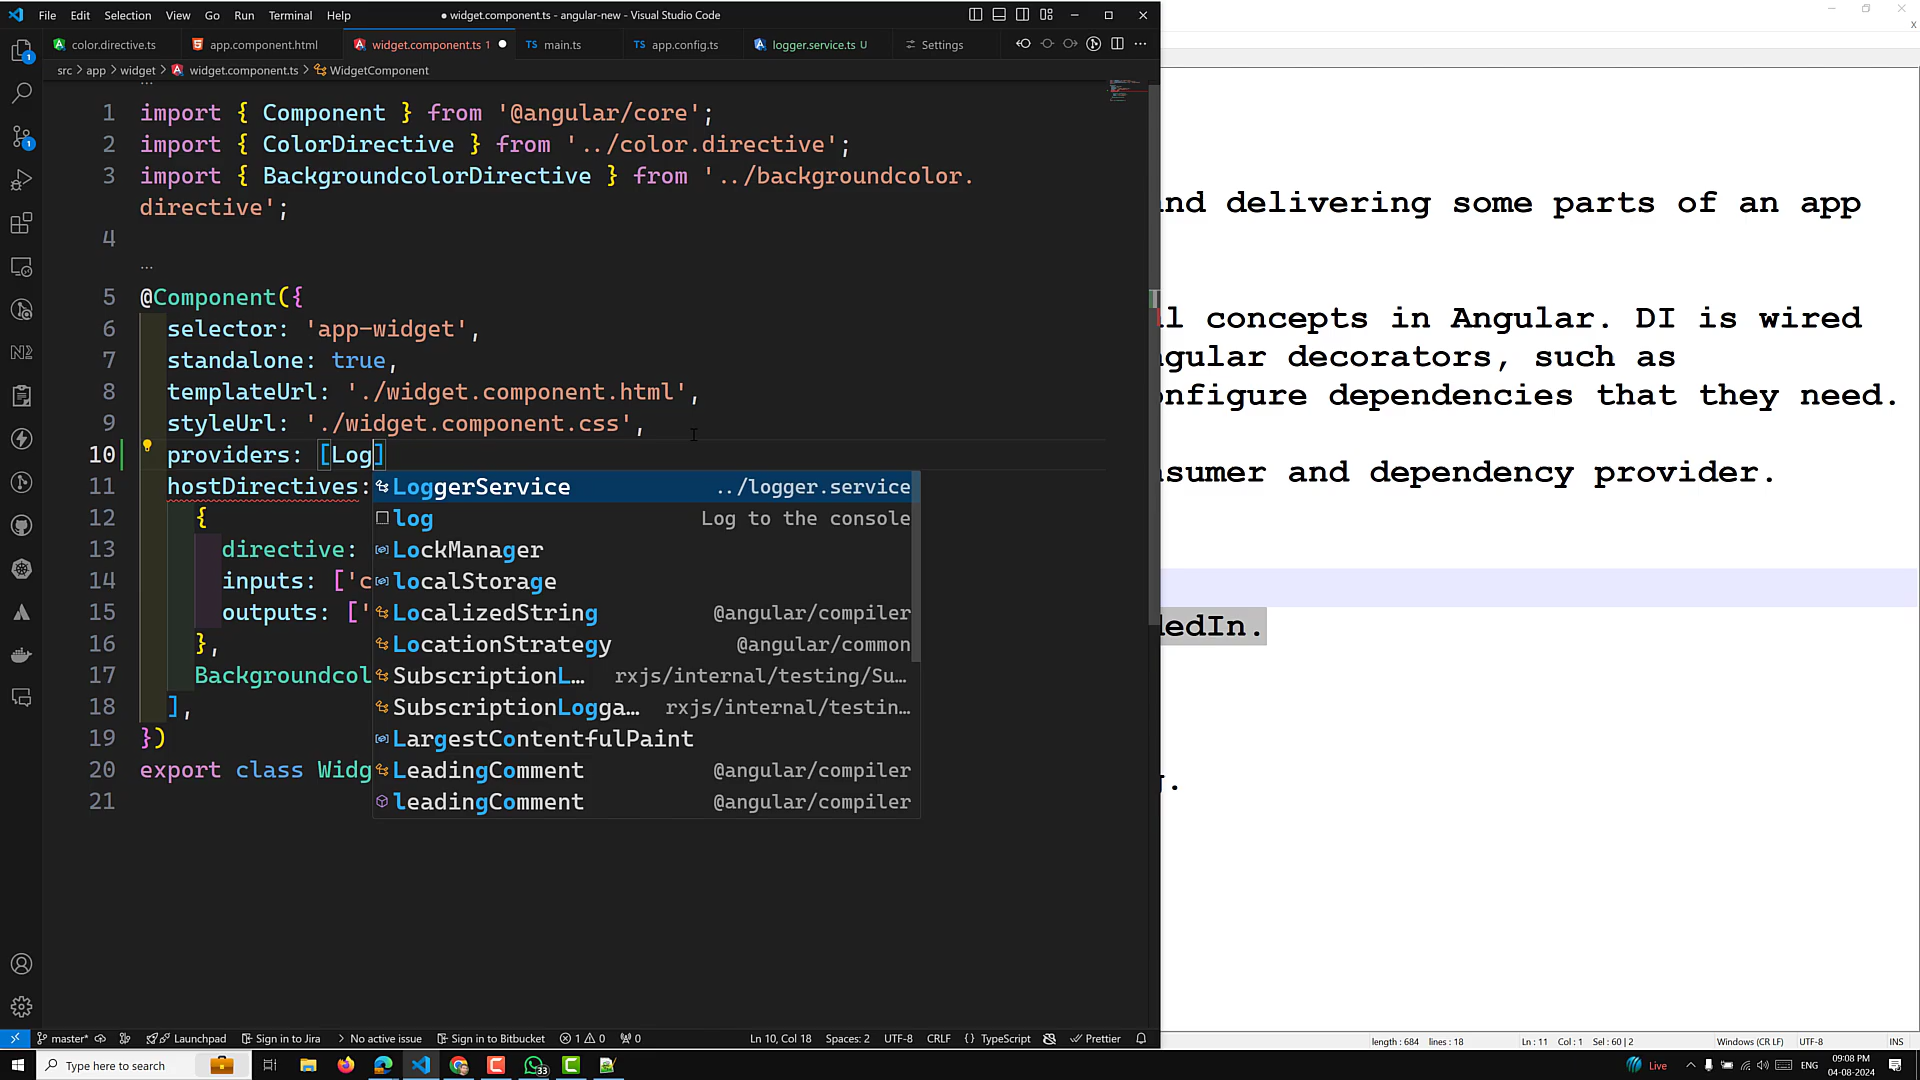 File Edit Selection View Go Run Terminal Help
● widget.component.ts - angular-new - Visual Studio Code
color.directive.ts app.component.html widget.component.ts 1 main.ts app.config.ts logger.service.ts U Settings
src > app > widget > widget.component.ts > WidgetComponent
1 import { Component } from '@angular/core';
2 import { ColorDirective } from '../color.directive';
3 import { BackgroundcolorDirective } from '../backgroundcolor.
directive';
4
5 @Component({
6 selector: 'app-widget',
7 standalone: true,
8 templateUrl: './widget.component.html',
9 styleUrl: './widget.component.css',
10 providers: [Log]
11 hostDirectives:
12 {
13 directive:
14 inputs: ['c
15 outputs: ['
16 },
17 Backgroundcol
18 ],
19 })
20 export class Widg
21
LoggerService ../logger.service
log Log to the console
LockManager
localStorage
LocalizedString @angular/compiler
LocationStrategy @angular/common
SubscriptionL… rxjs/internal/testing/Su…
SubscriptionLogga… rxjs/internal/testin…
LargestContentfulPaint
LeadingComment @angular/compiler
leadingComment @angular/compiler
nd delivering some parts of an app
l concepts in Angular. DI is wired
gular decorators, such as
nfigure dependencies that they need.
sumer and dependency provider.
dedIn.
g.
master* Launchpad Sign in to Jira No active issue Sign in to Bitbucket 1 0 0 Ln 10, Col 18 Spaces: 2 UTF-8 CRLF { } TypeScript Prettier
length : 684 lines : 18 Ln : 11 Col : 1 Sel : 60 | 2 Windows (CR LF) UTF-8 INS
Type here to search 33 Live ENG 09:08 PM
04-08-2024